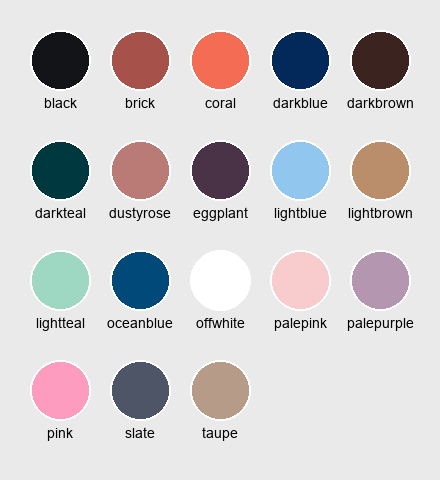 black brick coral darkblue darkbrown
darkteal dustyrose eggplant lightblue lightbrown
lightteal oceanblue offwhite palepink palepurple
pink slate taupe